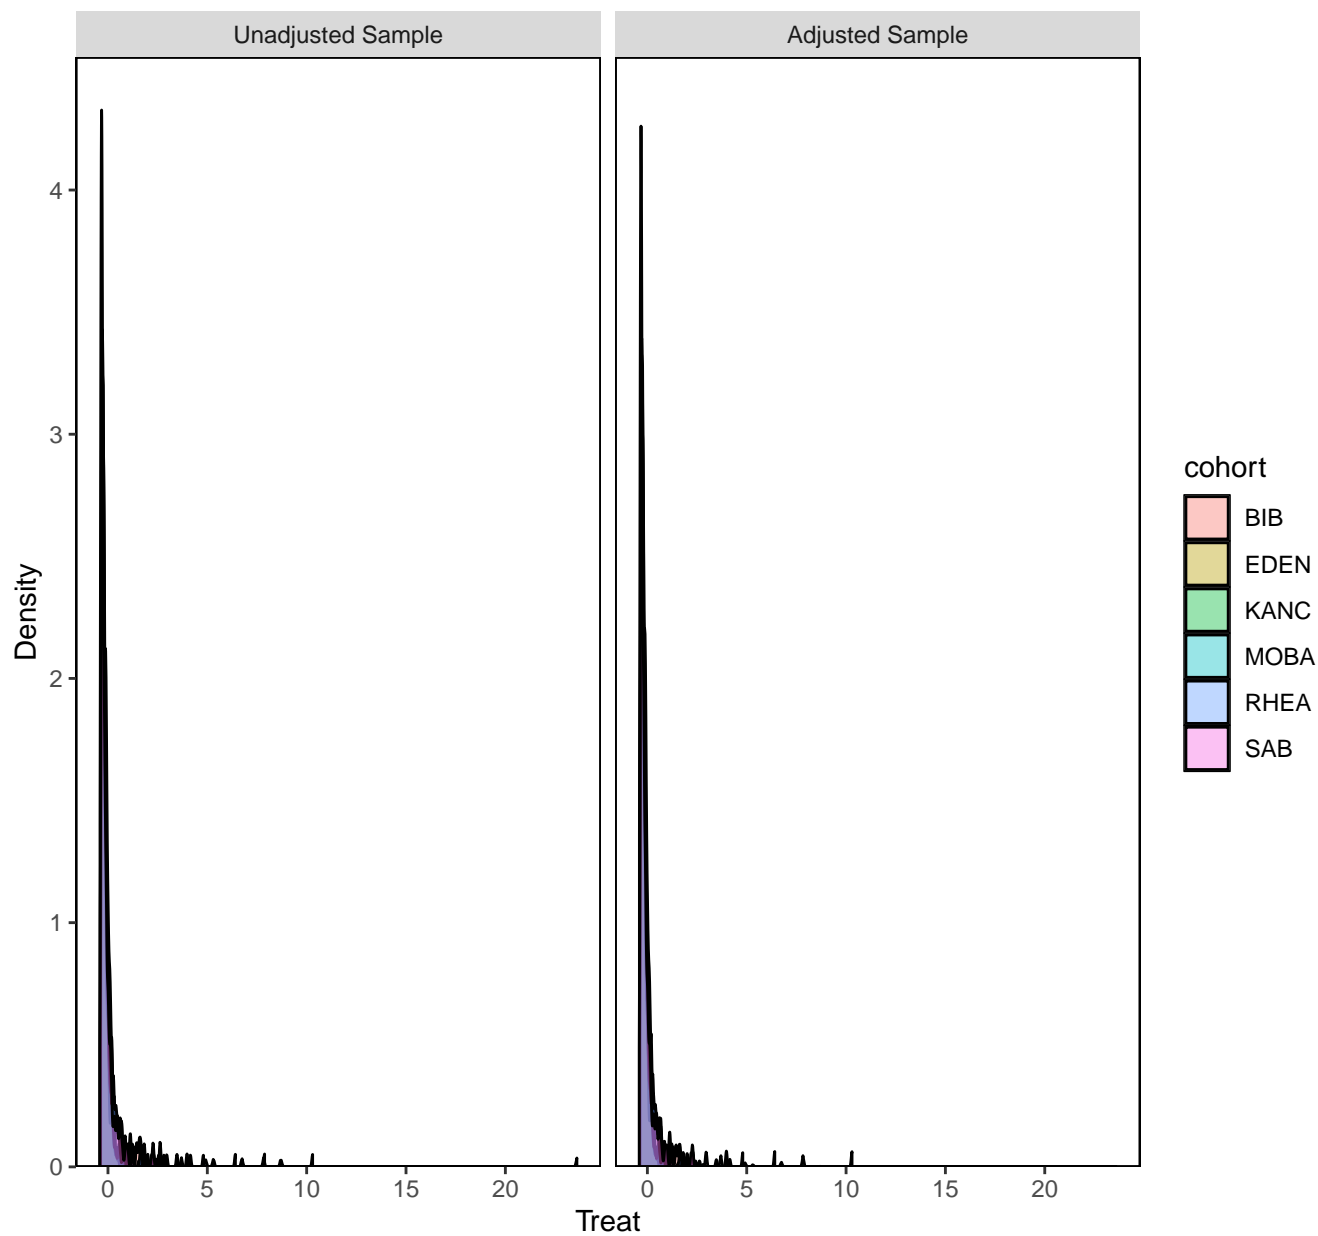 Unadjusted Sample
Adjusted Sample
4
3
2
1
0
Density
0 5 10 15 20
0 5 10 15 20
Treat
cohort
BIB
EDEN
KANC
MOBA
RHEA
SAB